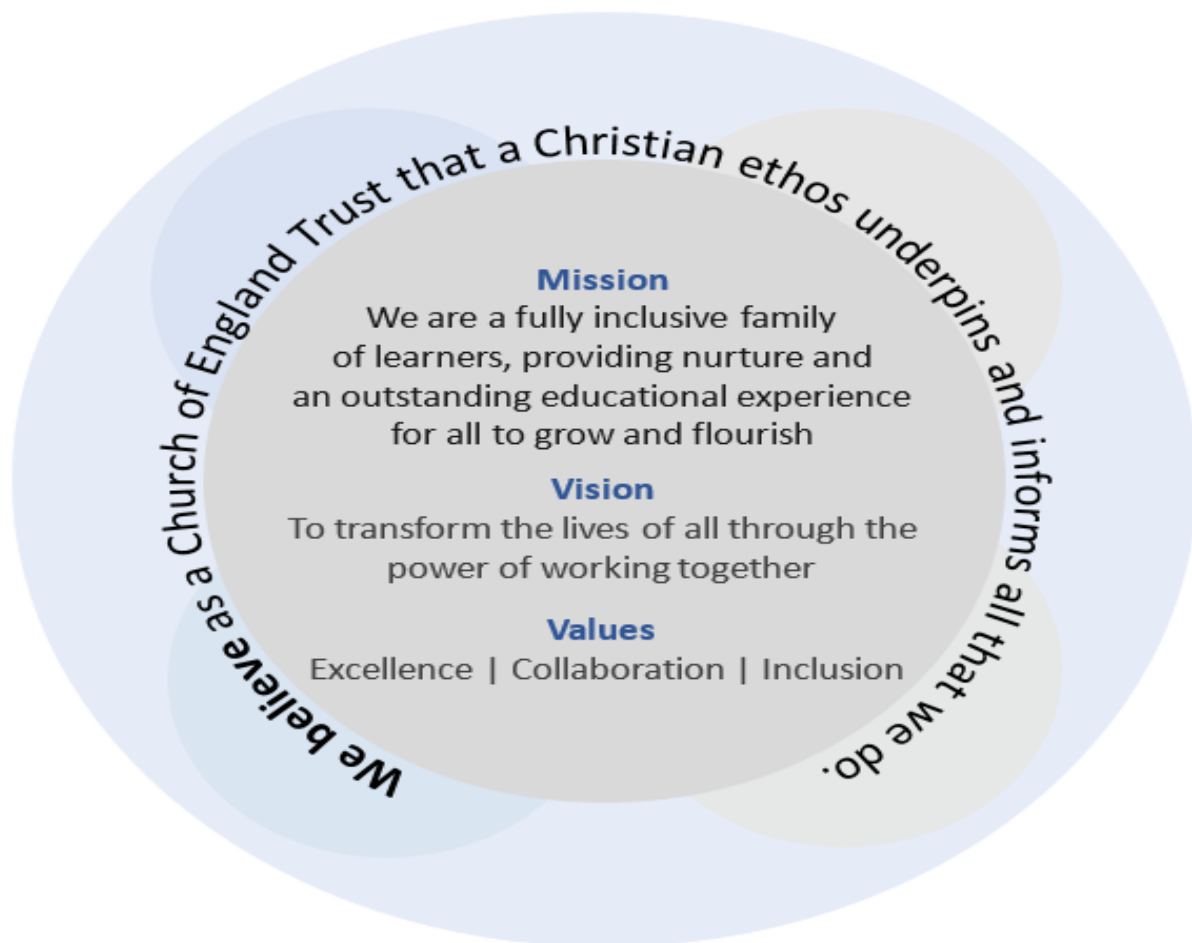 We believe as a Church of England Trust that a Christian ethos underpins and informs all that we do.
Mission
We are a fully inclusive family
of learners, providing nurture and
an outstanding educational experience
for all to grow and flourish
Vision
To transform the lives of all through the
power of working together
Values
Excellence | Collaboration | Inclusion